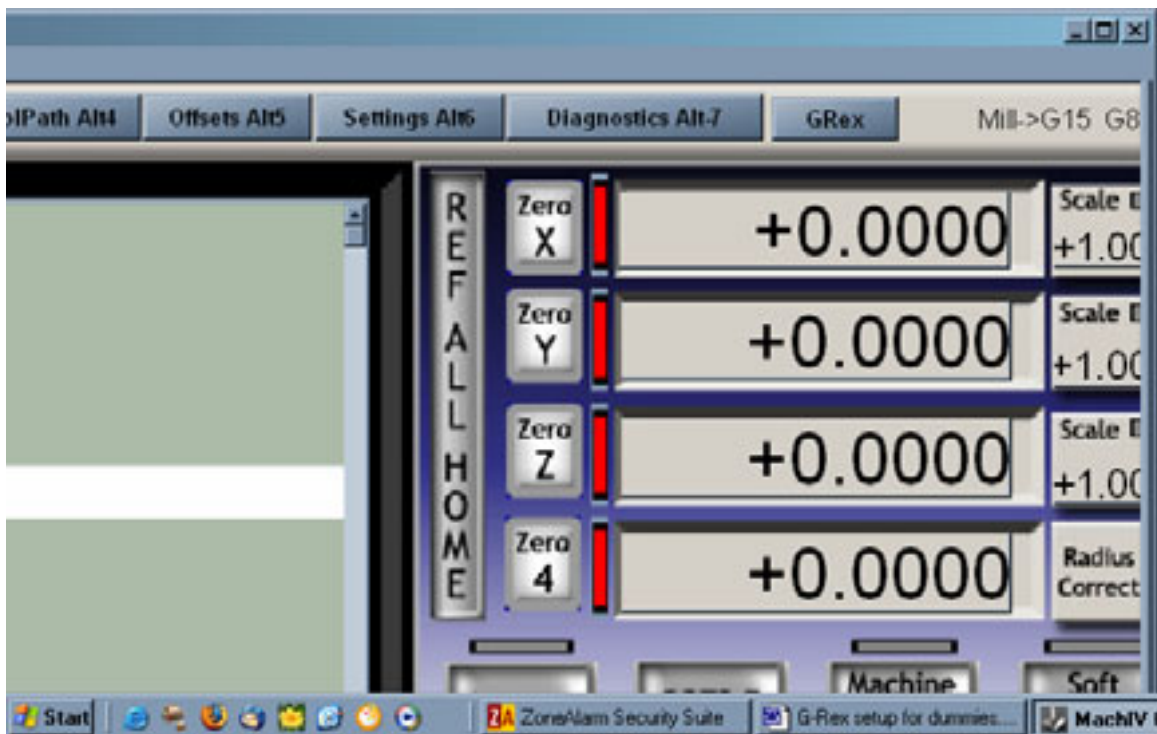 olPath Alt4 Offsets Alt5 Settings Alt6 Diagnostics Alt-7 GRex Mill->G15 G8
REF ALL HOME
Zero X +0.0000 Scale +1.00
Zero Y +0.0000 Scale +1.00
Zero Z +0.0000 Scale +1.00
Zero 4 +0.0000 Radius Correct
Machine Soft
Start ZA ZoneAlarm Security Suite G-Rex setup for dummies.... MachIV